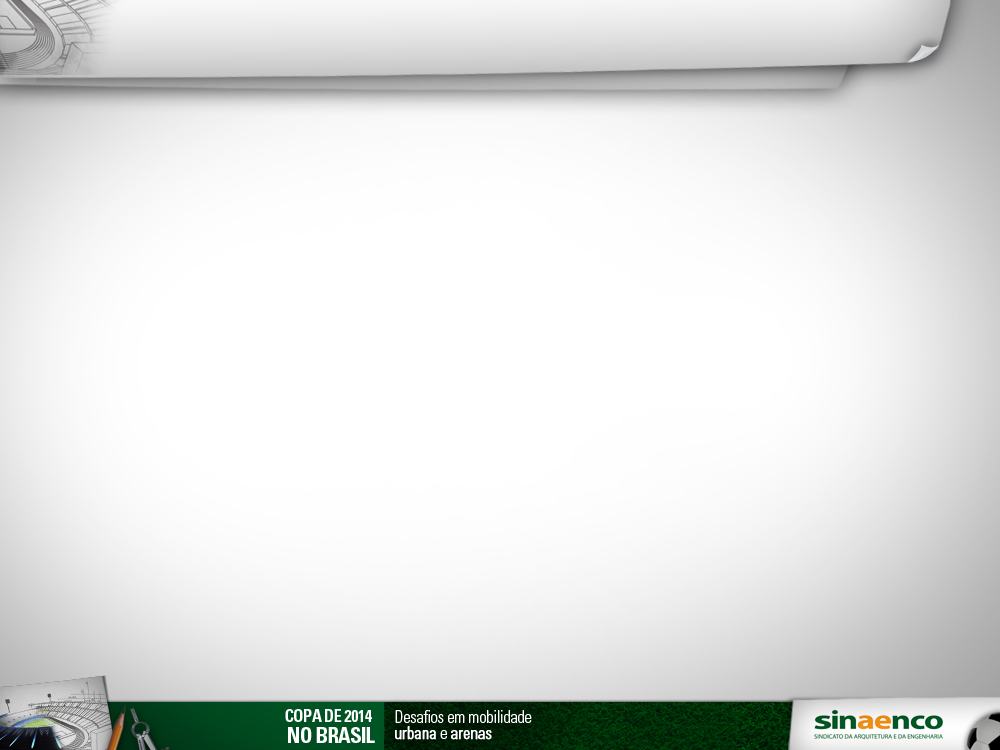 COPA DE 2014
NO BRASIL
Desafios em mobilidade
urbana e arenas
sinaenco
SINDICATO DA ARQUITETURA E DA ENGENHARIA